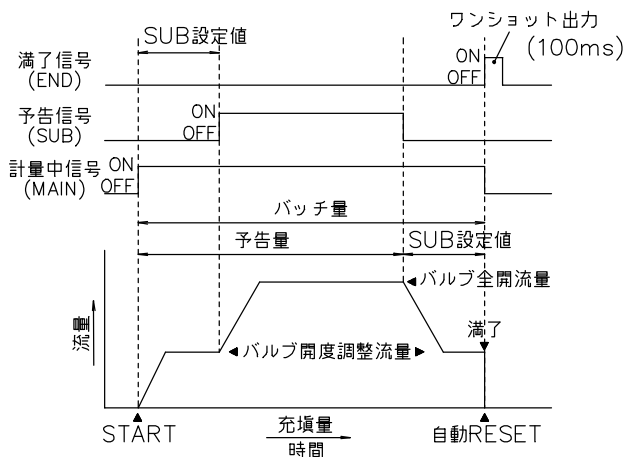 ワンショット出力
(100ms)
SUB設定値
満了信号
(END)
ON
OFF
予告信号
(SUB)
ON
OFF
計量中信号
(MAIN)
ON
OFF
バッチ量
予告量
SUB設定値
バルブ全開流量
満了
バルブ開度調整流量
流量
START
充填量
時間
自動RESET